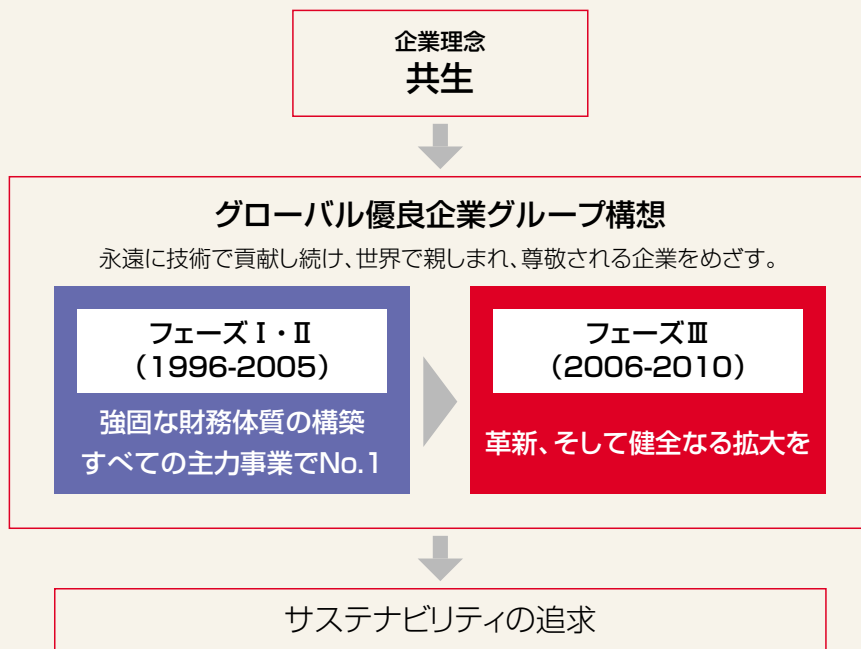 企業理念
共生
グローバル優良企業グループ構想
永遠に技術で貢献し続け、世界で親しまれ、尊敬される企業をめざす。
フェーズⅠ・Ⅱ
（1996-2005）
強固な財務体質の構築
すべての主力事業でNo.1
フェーズⅢ
（2006-2010）
革新、そして健全なる拡大を
サステナビリティの追求